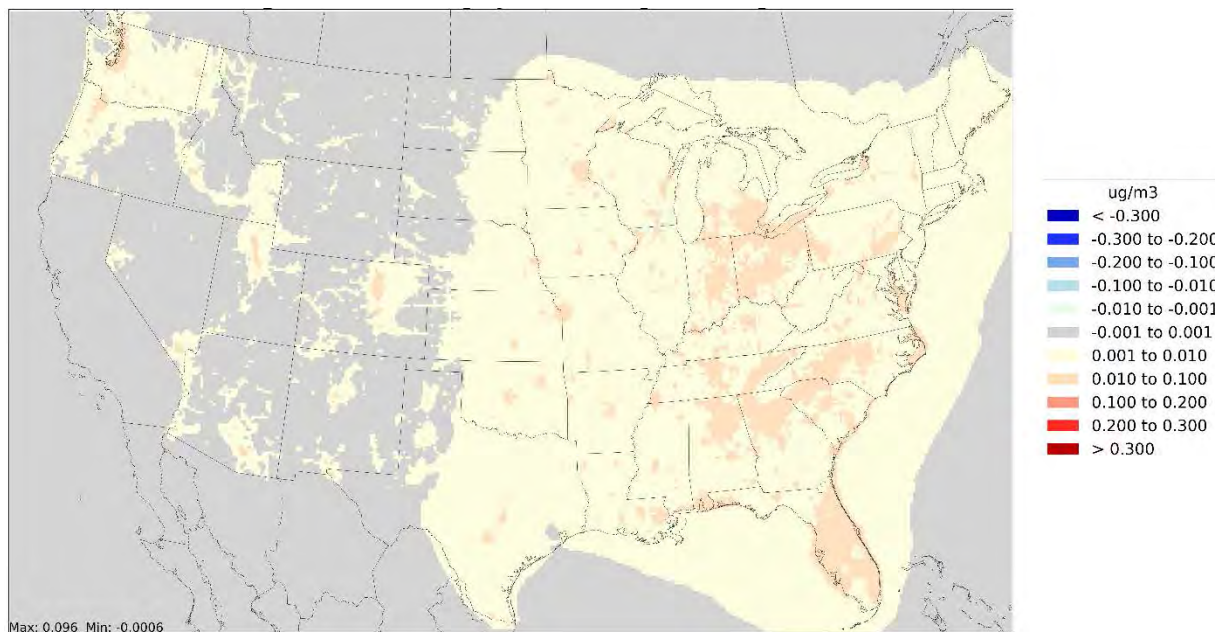 ug/m3
< -0.300
-0.300 to -0.200
-0.200 to -0.100
-0.100 to -0.010
-0.010 to -0.001
-0.001 to 0.001
0.001 to 0.010
0.010 to 0.100
0.100 to 0.200
0.200 to 0.300
> 0.300
Max: 0.096 Min: -0.0006